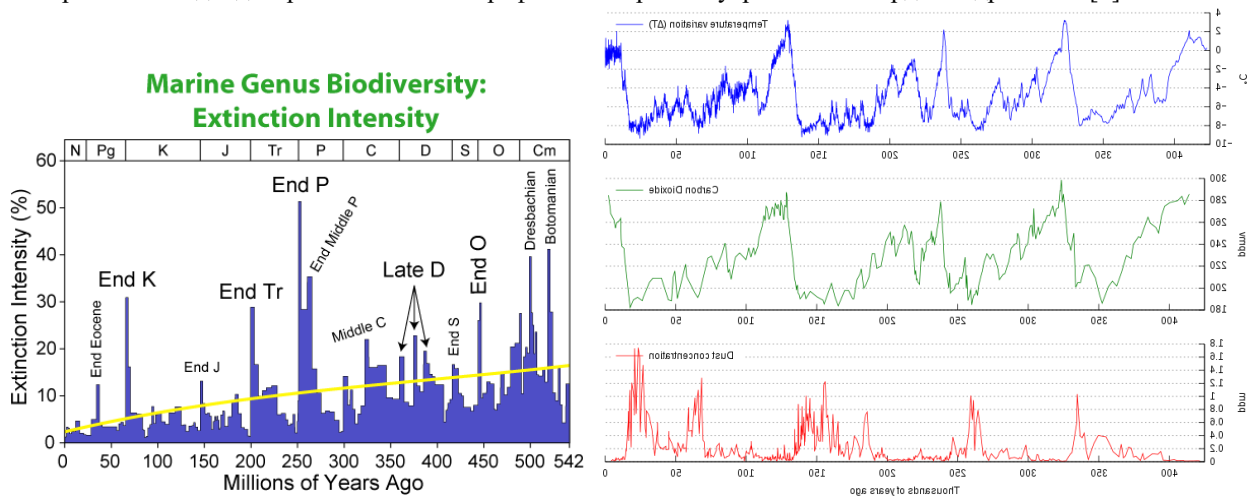 Marine Genus Biodiversity:
Extinction Intensity
N Pg K J Tr P C D S O Cm
Extinction Intensity (%)
60
50
40
30
20
10
0
End Eocene
End K
End J
End Tr
End P
End Middle P
Middle C
Late D
End S
End O
Dresbachian
Botomanian
0 50 100 150 200 250 300 350 400 450 500 542
Millions of Years Ago
Temperature variation (ΔT)
4
2
0
-2
-4
-6
-8
-10
°C
0 50 100 150 200 250 300 350 400
Carbon Dioxide
300
280
260
240
220
200
180
ppmv
0 50 100 150 200 250 300 350 400
Dust concentration
1.8
1.6
1.4
1.2
1
0.8
0.6
0.4
0.2
0
ppm
0 50 100 150 200 250 300 350 400
Thousands of years ago